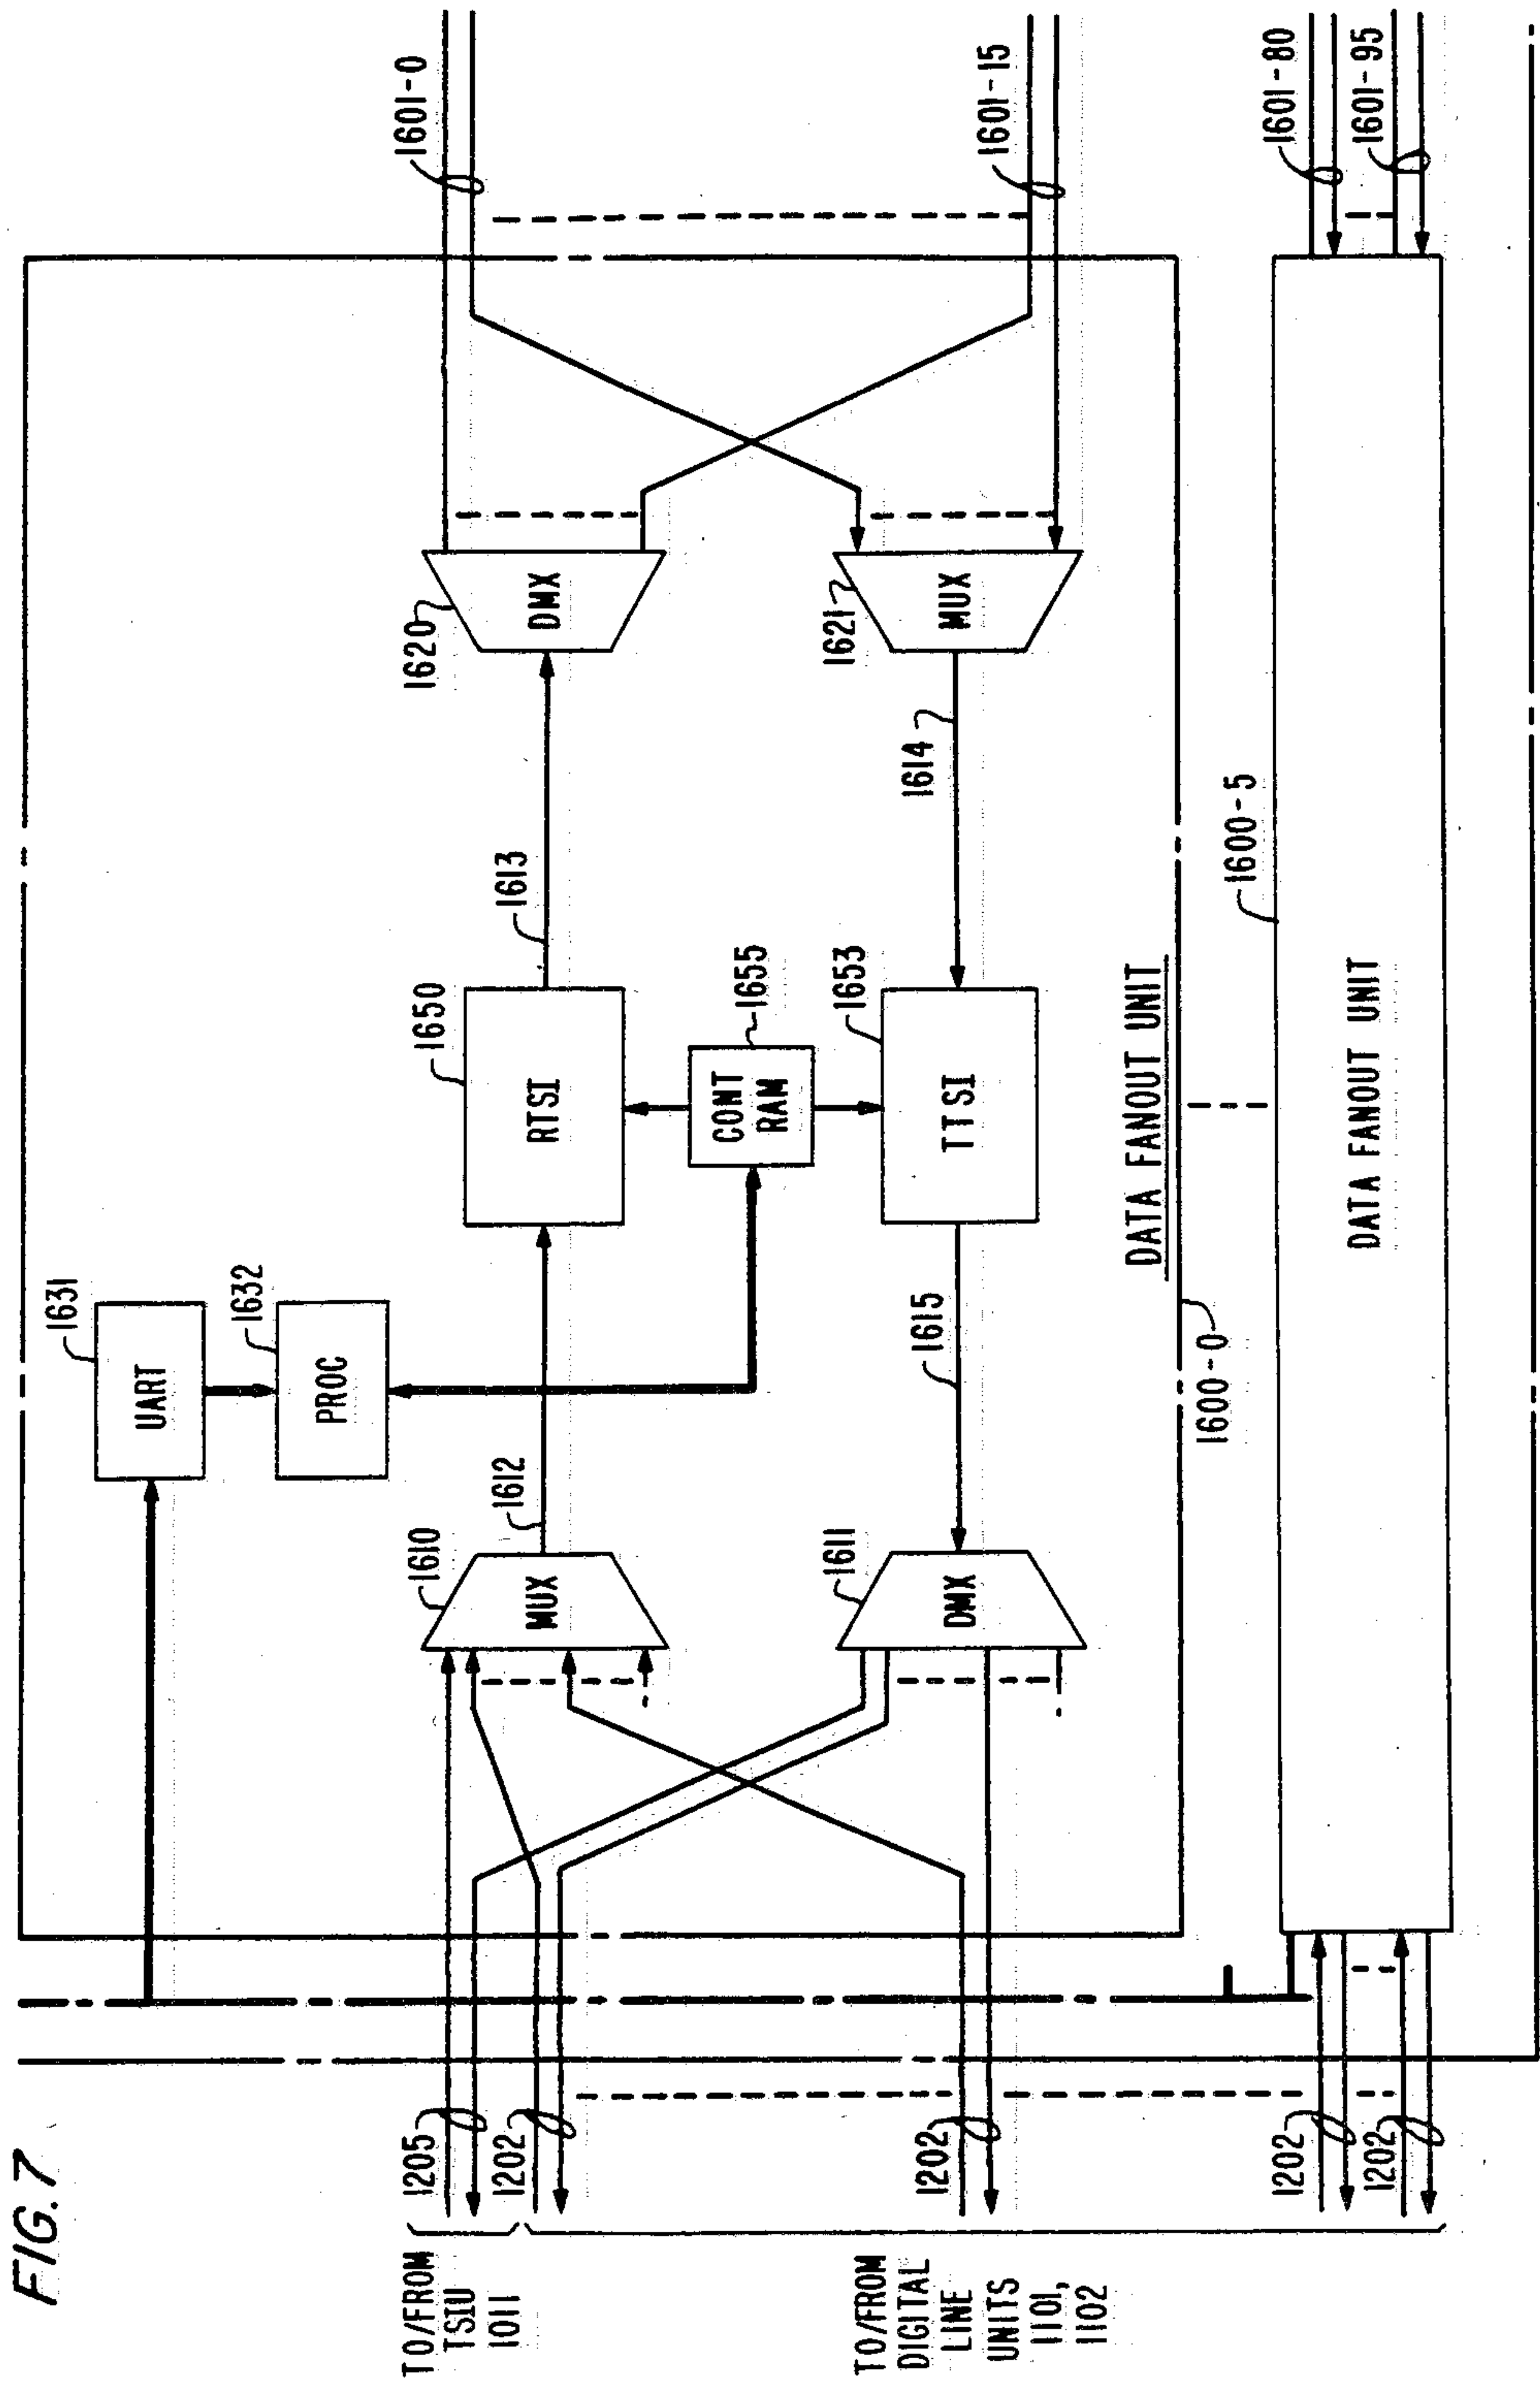 FIG. 7
TO/FROM
TSIU
1011
TO/FROM
DIGITAL
LINE
UNITS
1101,
1102
1205
1202
1202
1202
1202
1631
UART
1632
PROC
1610
MUX
1612
1650
RTSI
1613
1620
DMX
1601-0
CONT
RAM
1655
1611
DMX
1615
1653
TTSI
1614
1621
MUX
1601-15
DATA FANOUT UNIT
1600-0
1600-5
DATA FANOUT UNIT
1601-80
1601-95